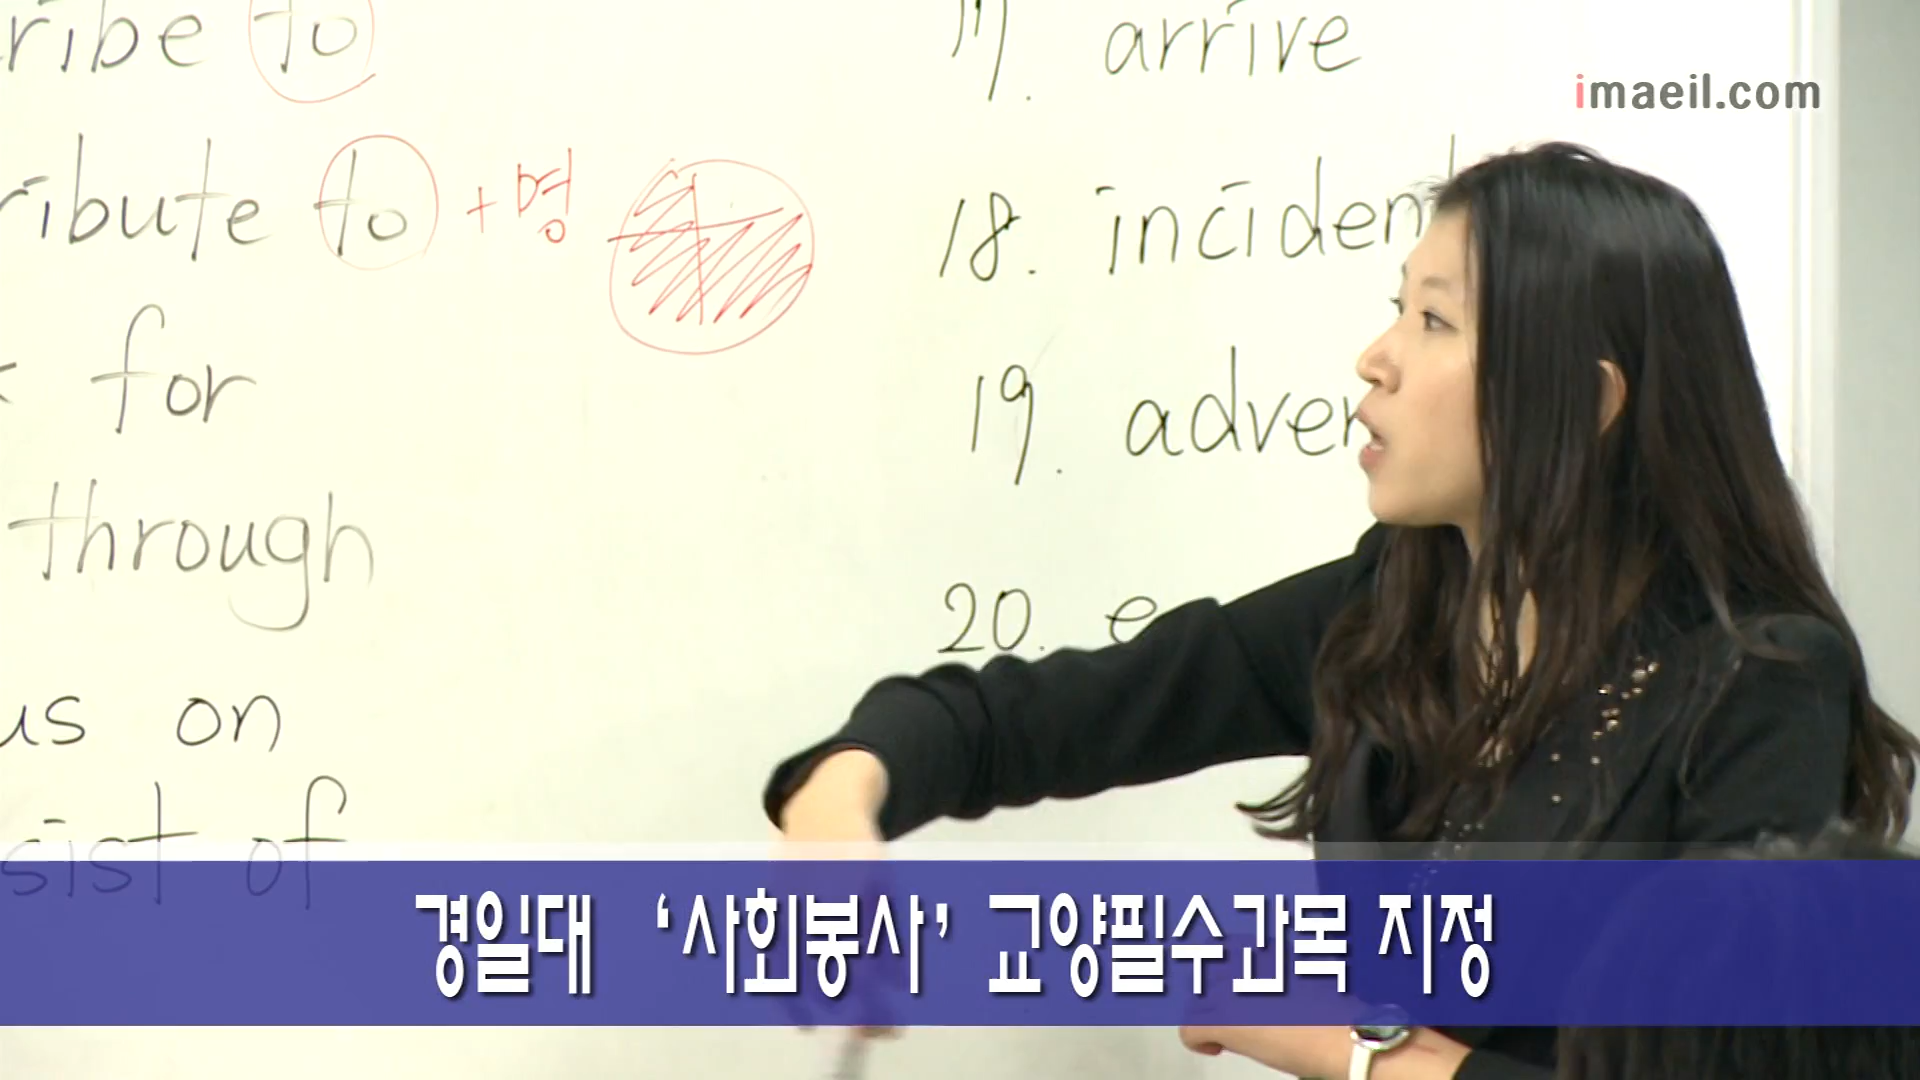 ribe to
17. arrive
imaeil.com
ribute to + 명
18. incident
for
19. adver
through
20. e
us on
sist of
경일대 ‘사회봉사’ 교양필수과목 지정